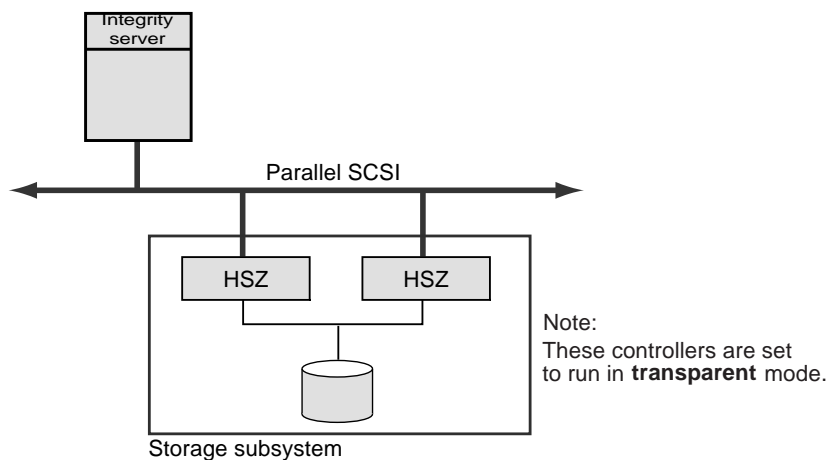 Integrity
server
Parallel SCSI
HSZ
HSZ
Note:
These controllers are set
to run in transparent mode.
Storage subsystem